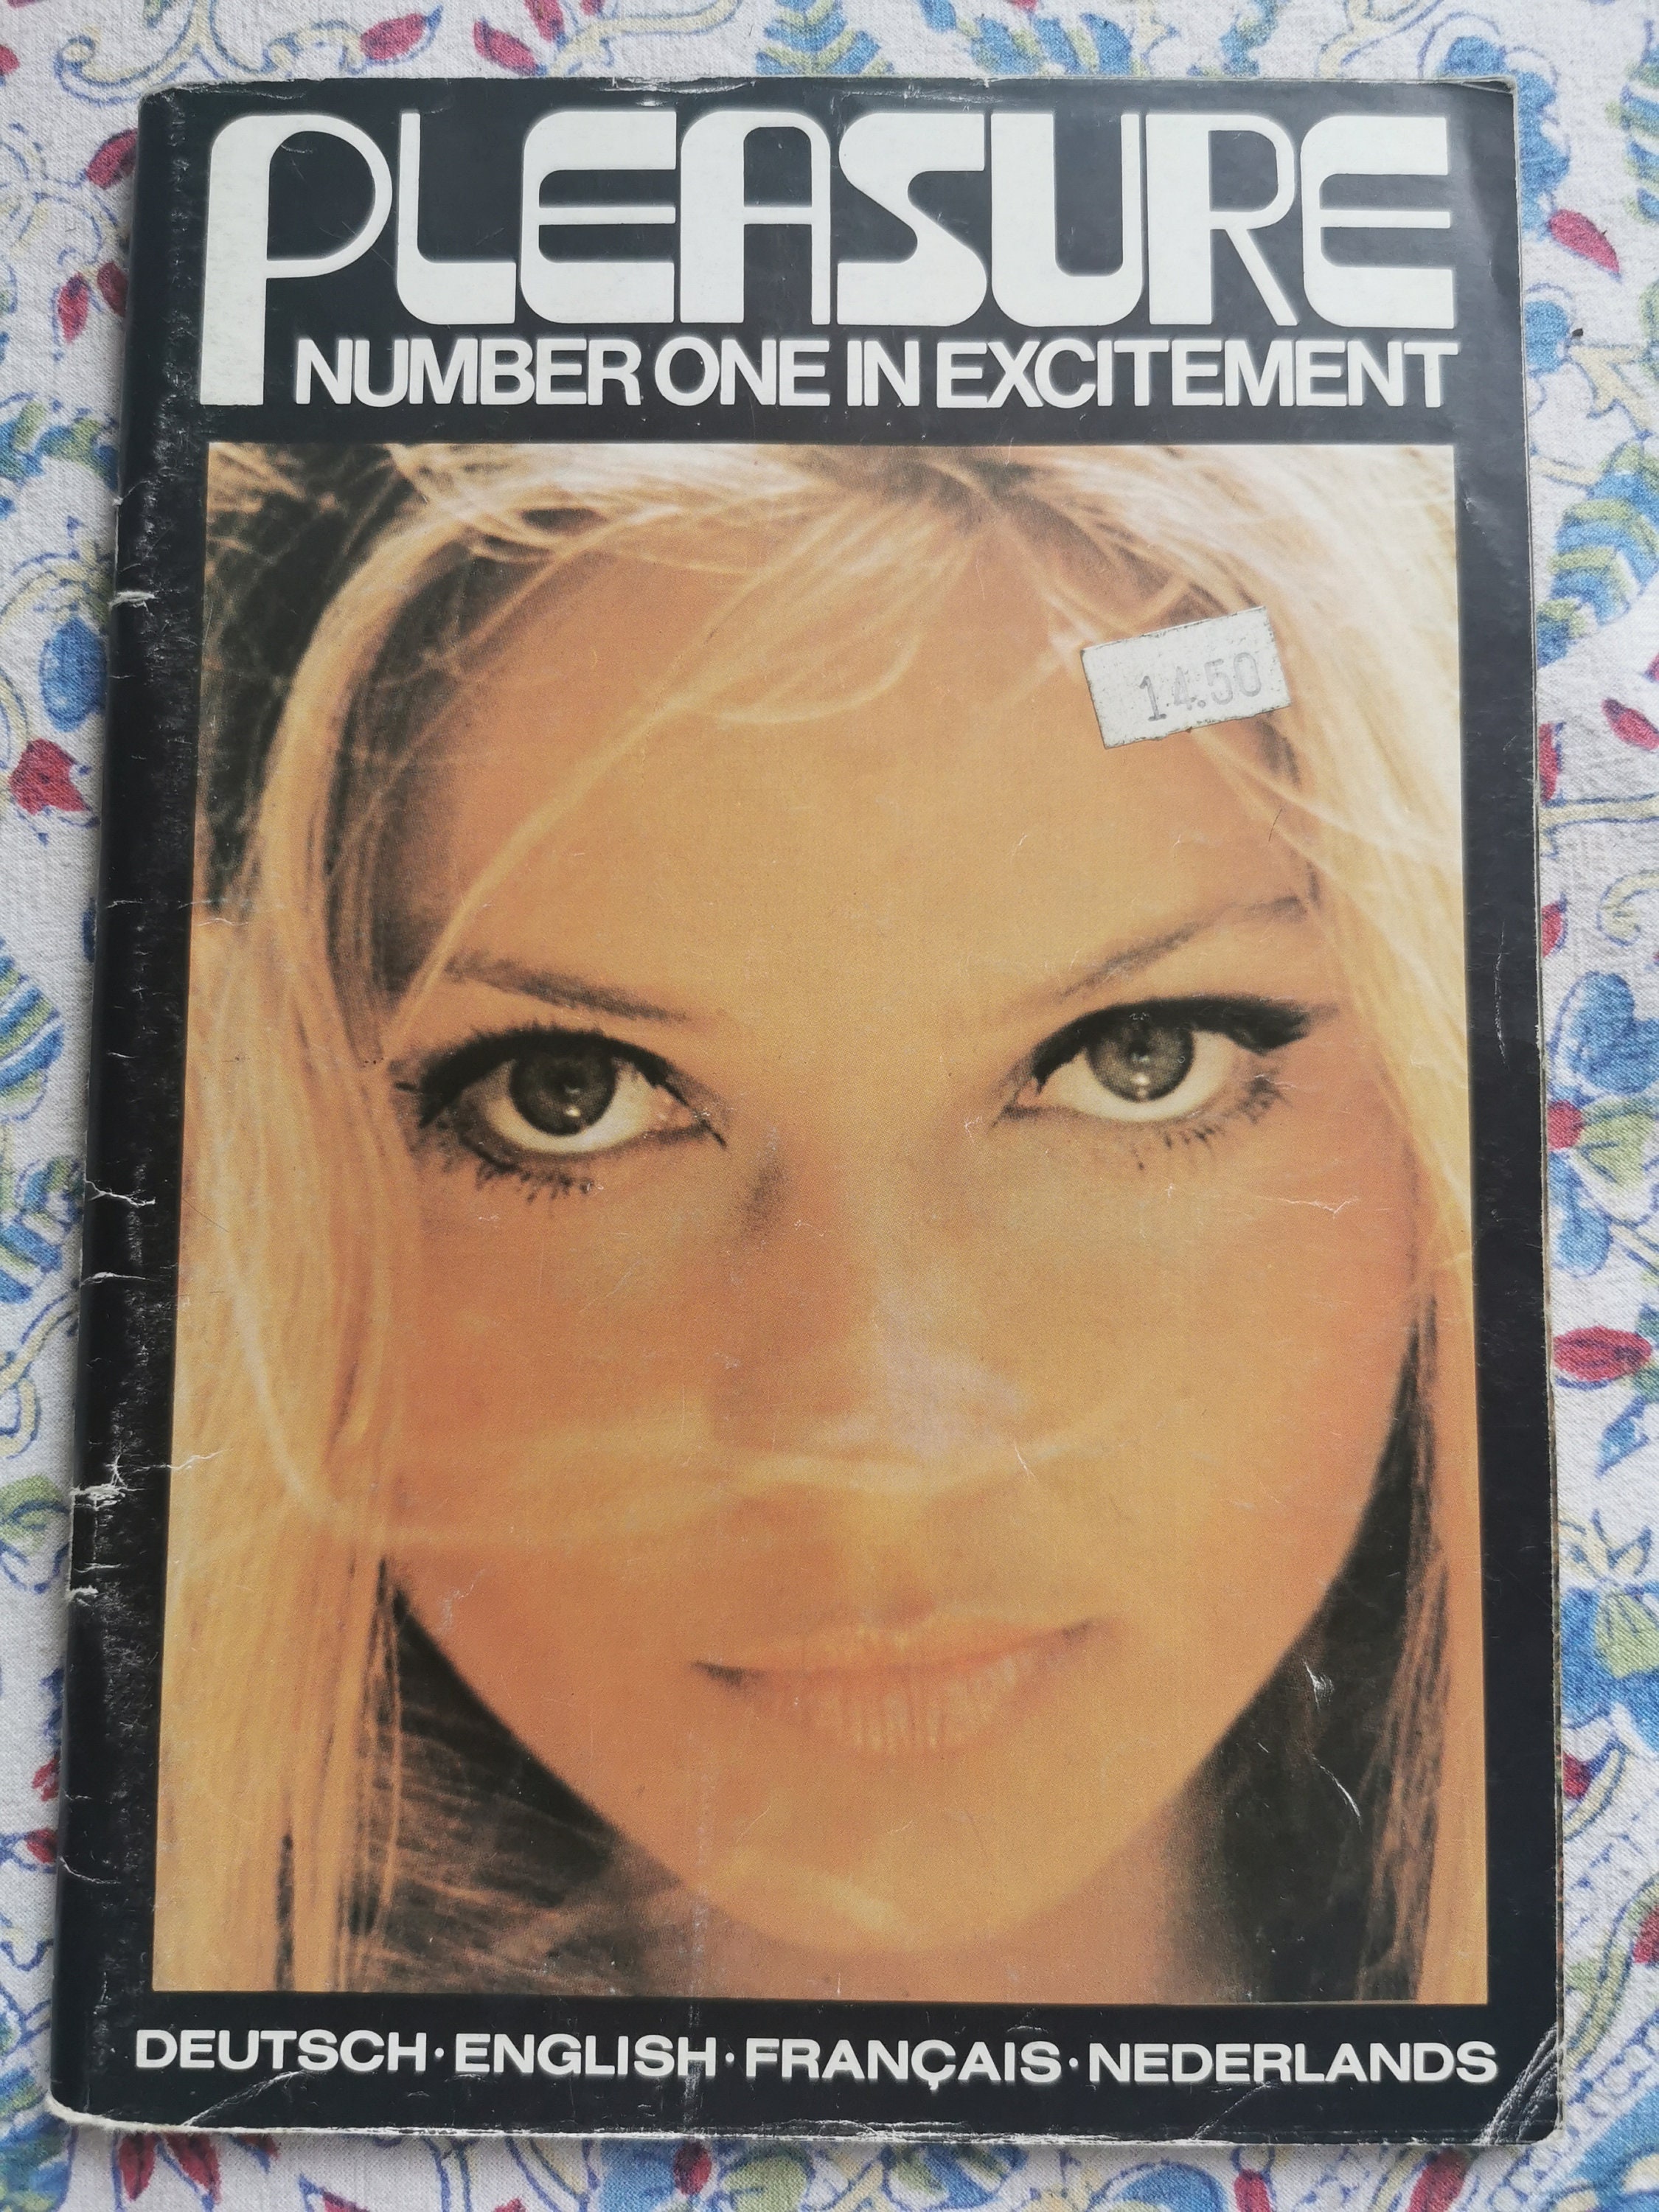 PLEASURE
NUMBER ONE IN EXCITEMENT
14.50
DEUTSCH·ENGLISH·FRANÇAIS·NEDERLANDS